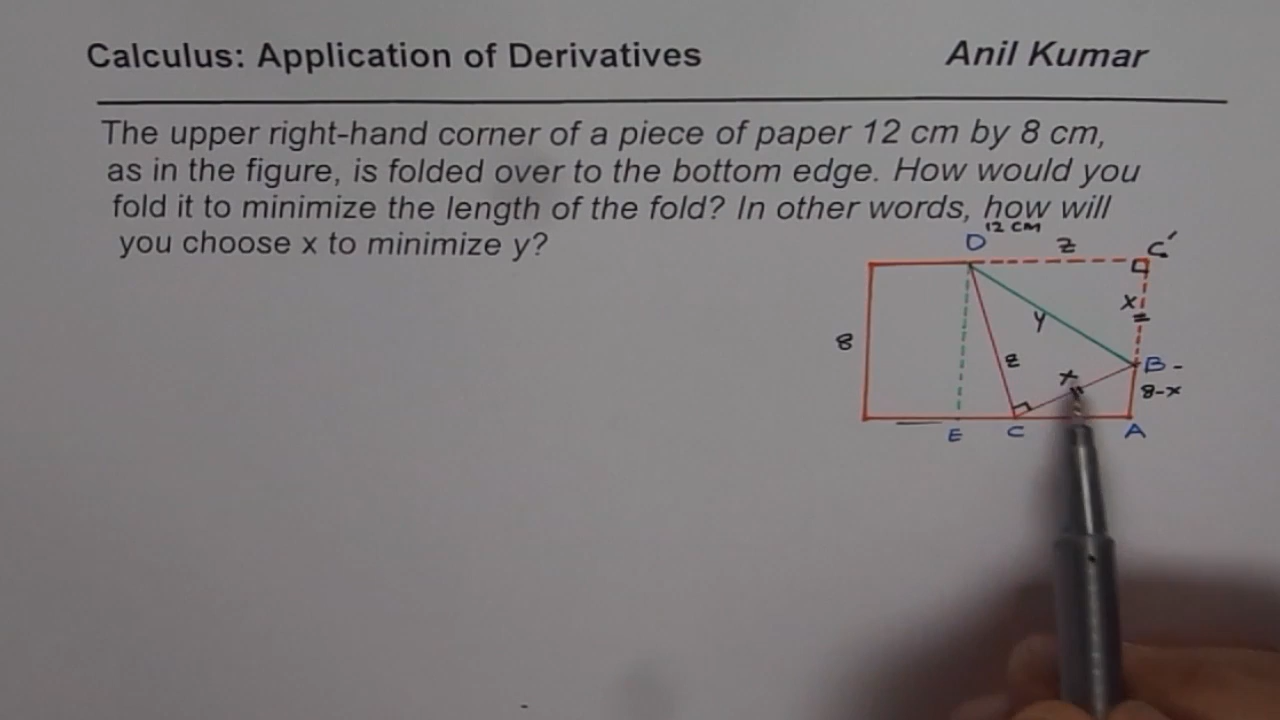 Calculus: Application of Derivatives Anil Kumar
The upper right-hand corner of a piece of paper 12 cm by 8 cm,
as in the figure, is folded over to the bottom edge. How would you
fold it to minimize the length of the fold? In other words, how will
you choose x to minimize y?
12 CM
D z C'
x
y
8
z x B -
8-x
E C A